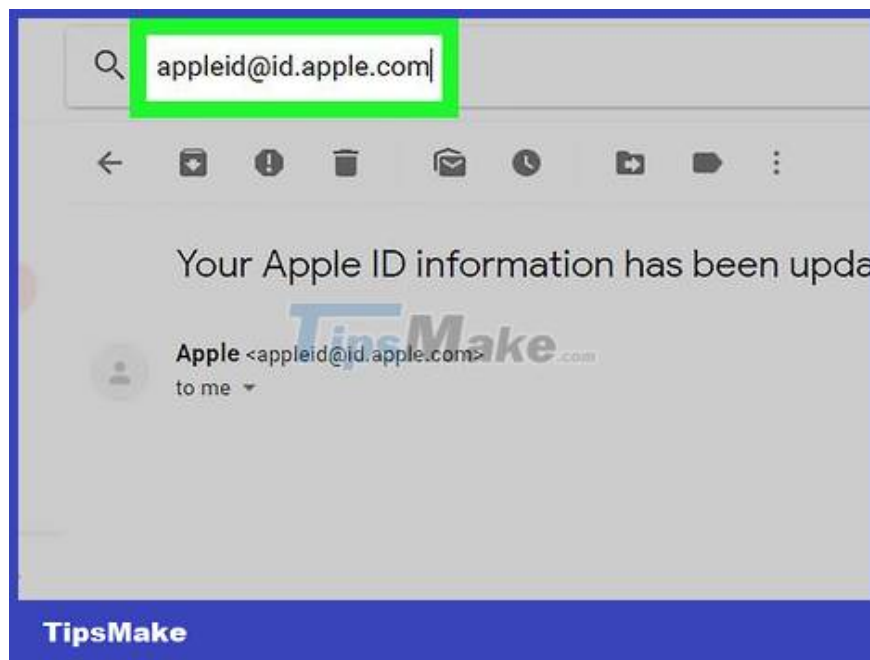 appleid@id.apple.com
Your Apple ID information has been upda
TipsMake.com
Apple <appleid@id.apple.com>
to me
TipsMake